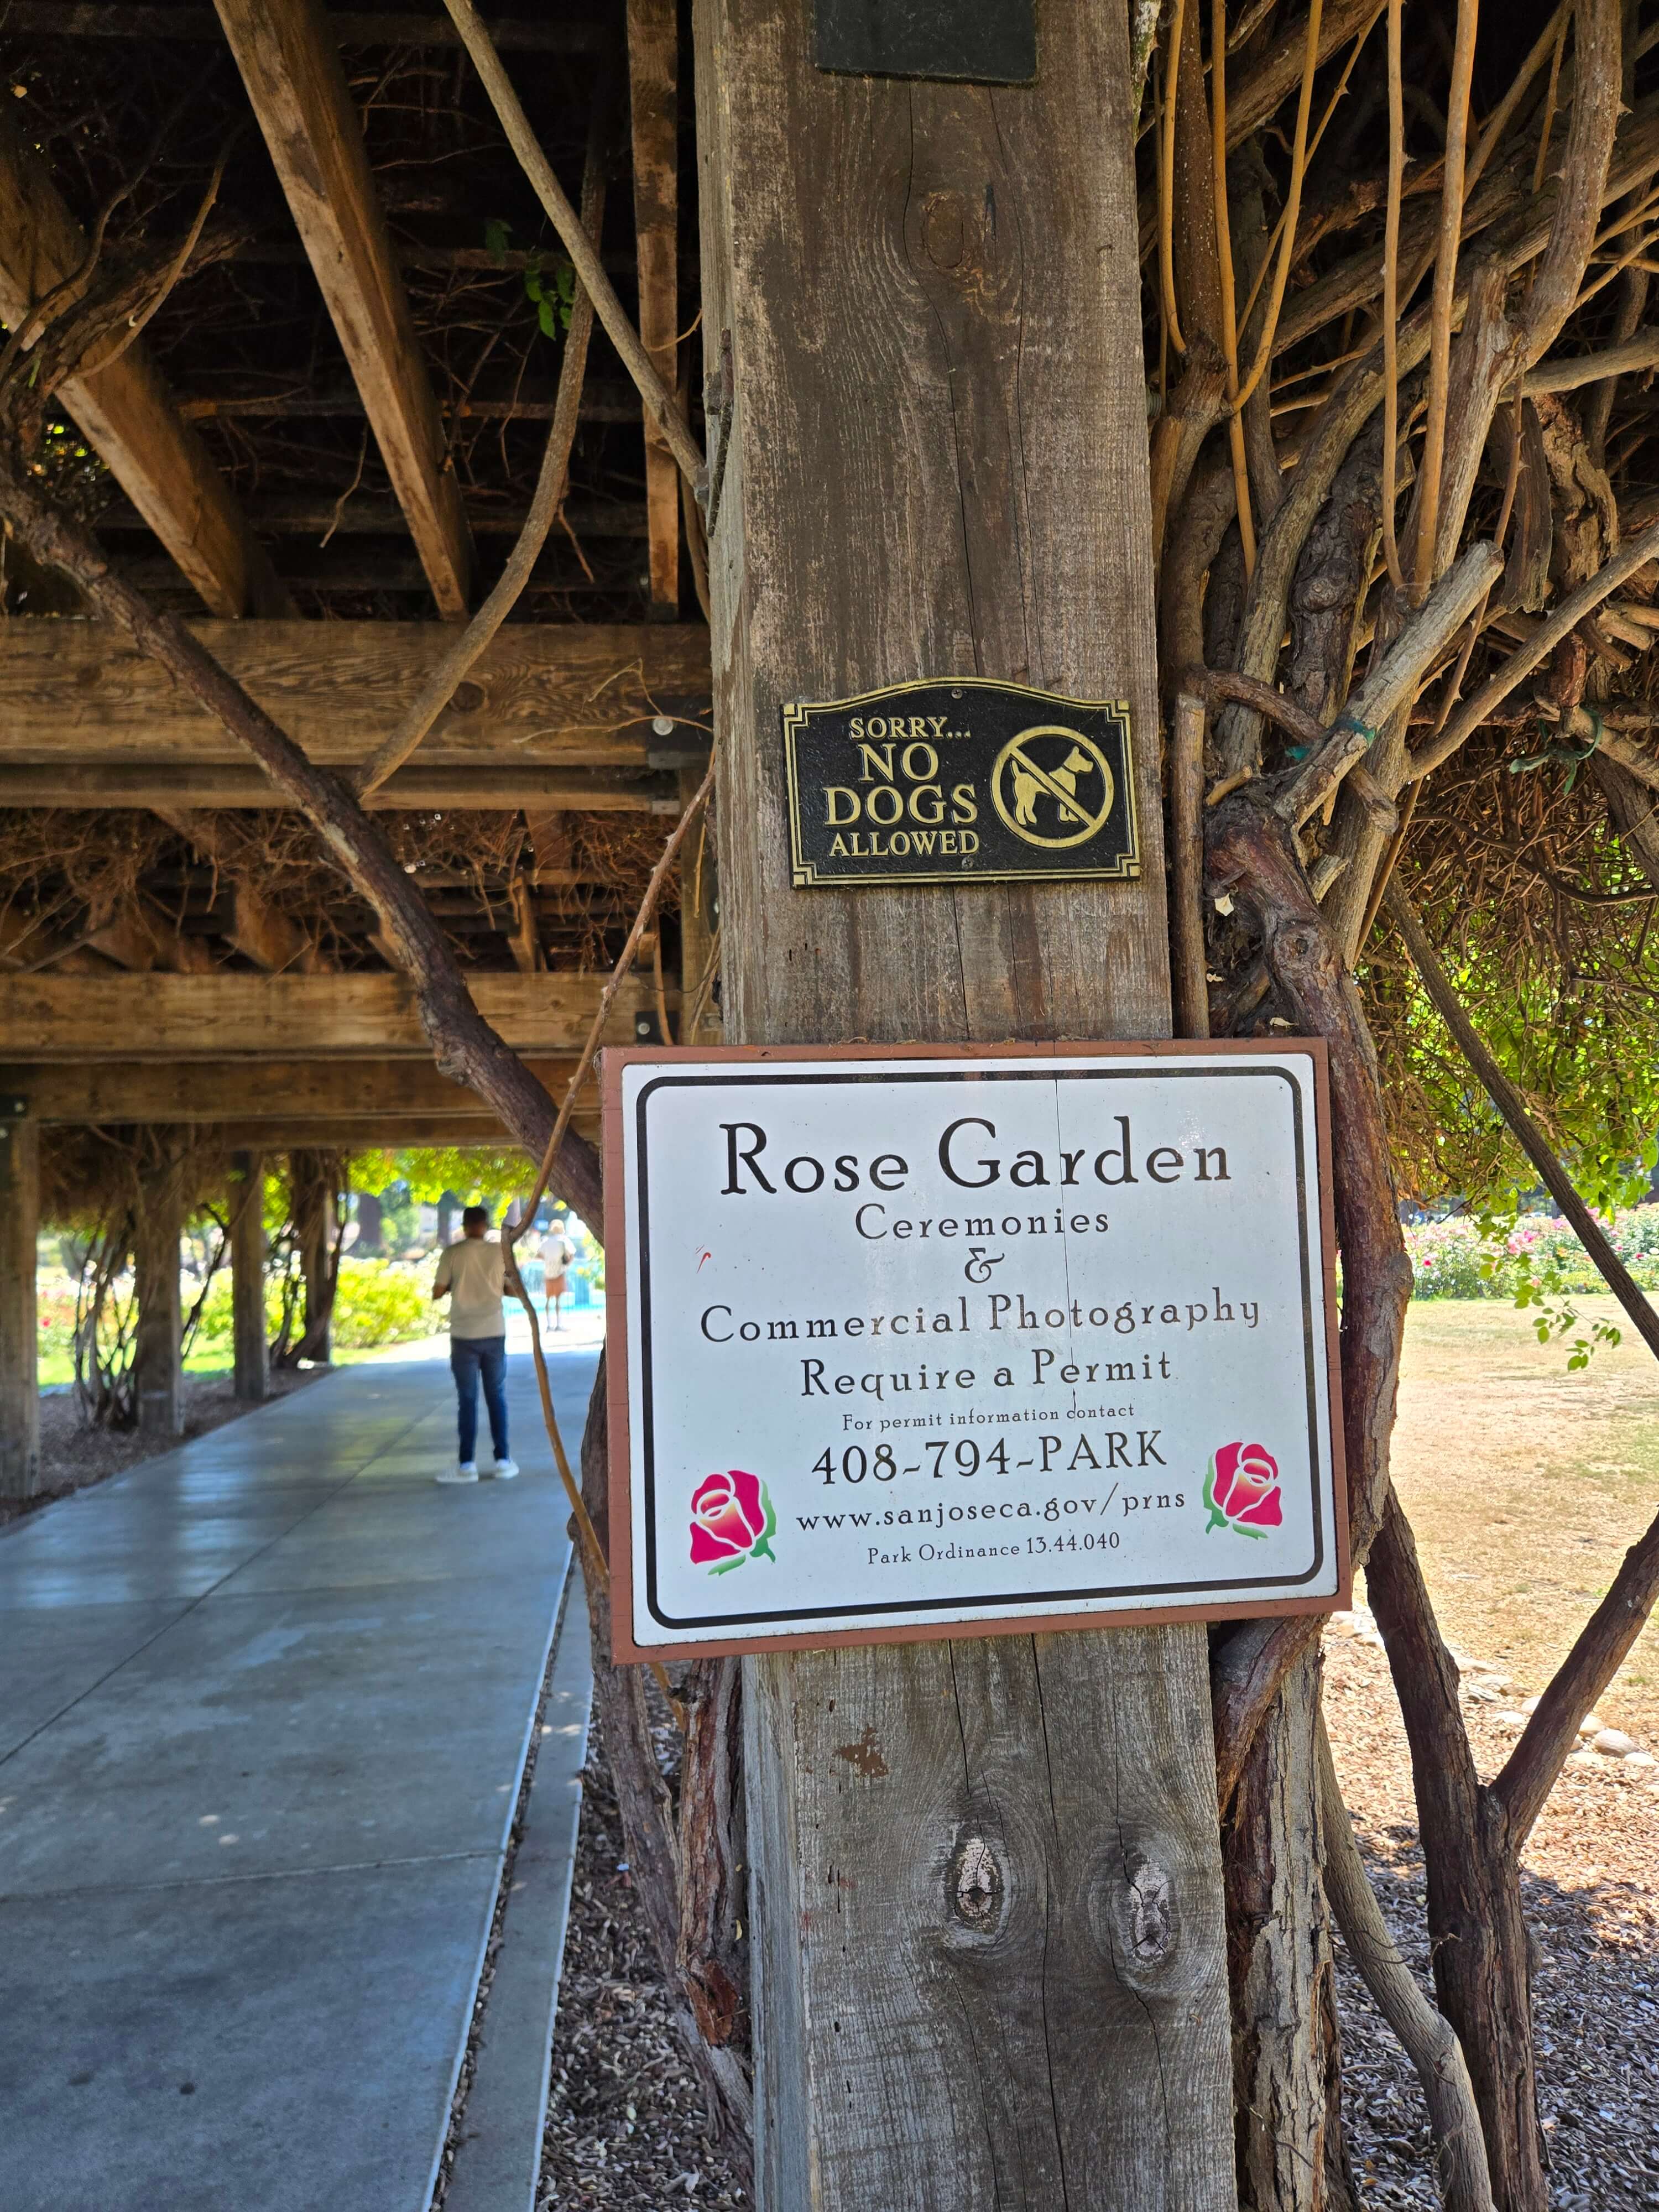 SORRY...
NO
DOGS
ALLOWED
Rose Garden
Ceremonies
&
Commercial Photography
Require a Permit
For permit information contact
408-794-PARK
www.sanjoseca.gov/prns
Park Ordinance 13.44.040